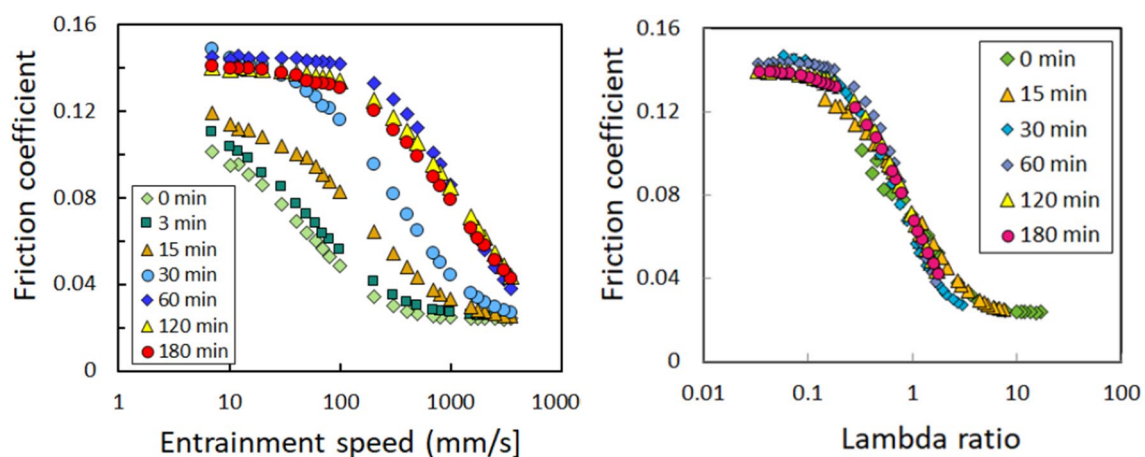 Friction coefficient
0.16
0.12
0.08
0.04
0
0 min
3 min
15 min
30 min
60 min
120 min
180 min
1
10
100
1000
10000
Entrainment speed (mm/s]
Friction coefficient
0.16
0.12
0.08
0.04
0
0 min
15 min
30 min
60 min
120 min
180 min
0.01
0.1
1
10
100
Lambda ratio